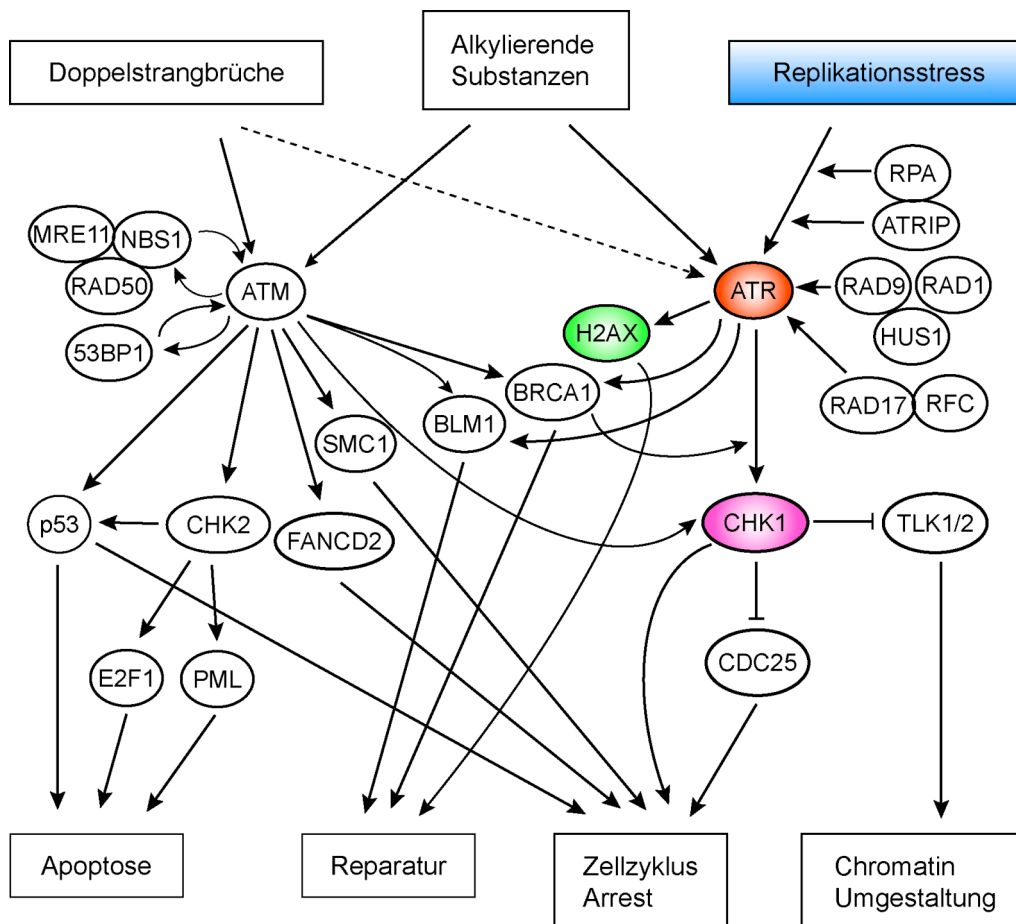 Doppelstrangbrüche
Alkylierende
Substanzen
Replikationsstress
RPA
ATRIP
MRE11
NBS1
RAD50
ATM
ATR
RAD9
RAD1
HUS1
53BP1
H2AX
BRCA1
RAD17
RFC
SMC1
BLM1
p53
CHK2
FANCD2
CHK1
TLK1/2
E2F1
PML
CDC25
Apoptose
Reparatur
Zellzyklus
Arrest
Chromatin
Umgestaltung